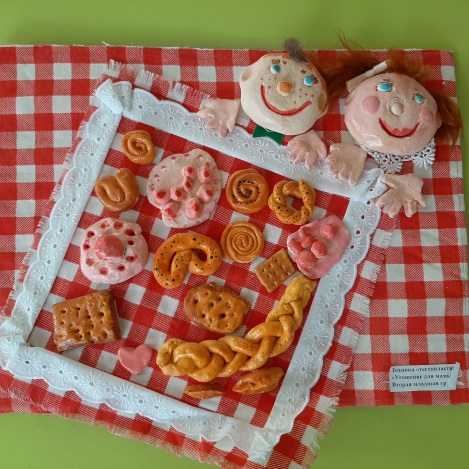 Техника «тестопластика»
«Угощение для мамы»
Вторая младшая гр